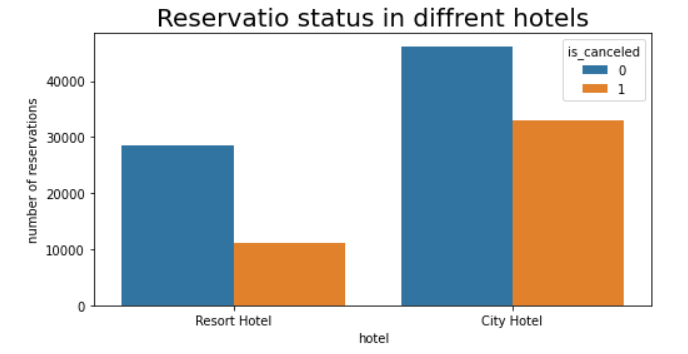 Reservatio status in diffrent hotels
is_canceled
0
1
number of reservations
40000
30000
20000
10000
0
Resort Hotel
City Hotel
hotel